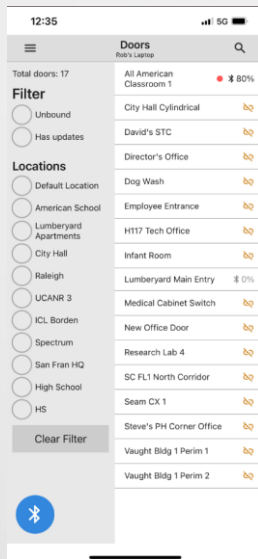 12:35
5G
Doors
Rob's Laptop
Total doors: 17
Filter
Unbound
Has updates
Locations
Default Location
American School
Lumberyard
Apartments
City Hall
Raleigh
UCANR 3
ICL Borden
Spectrum
San Fran HQ
High School
HS
Clear Filter
All American
Classroom 1
80%
City Hall Cylindrical
David's STC
Director's Office
Dog Wash
Employee Entrance
H117 Tech Office
Infant Room
Lumberyard Main Entry
0%
Medical Cabinet Switch
New Office Door
Research Lab 4
SC FL1 North Corridor
Seam CX 1
Steve's PH Corner Office
Vaught Bldg 1 Perim 1
Vaught Bldg 1 Perim 2